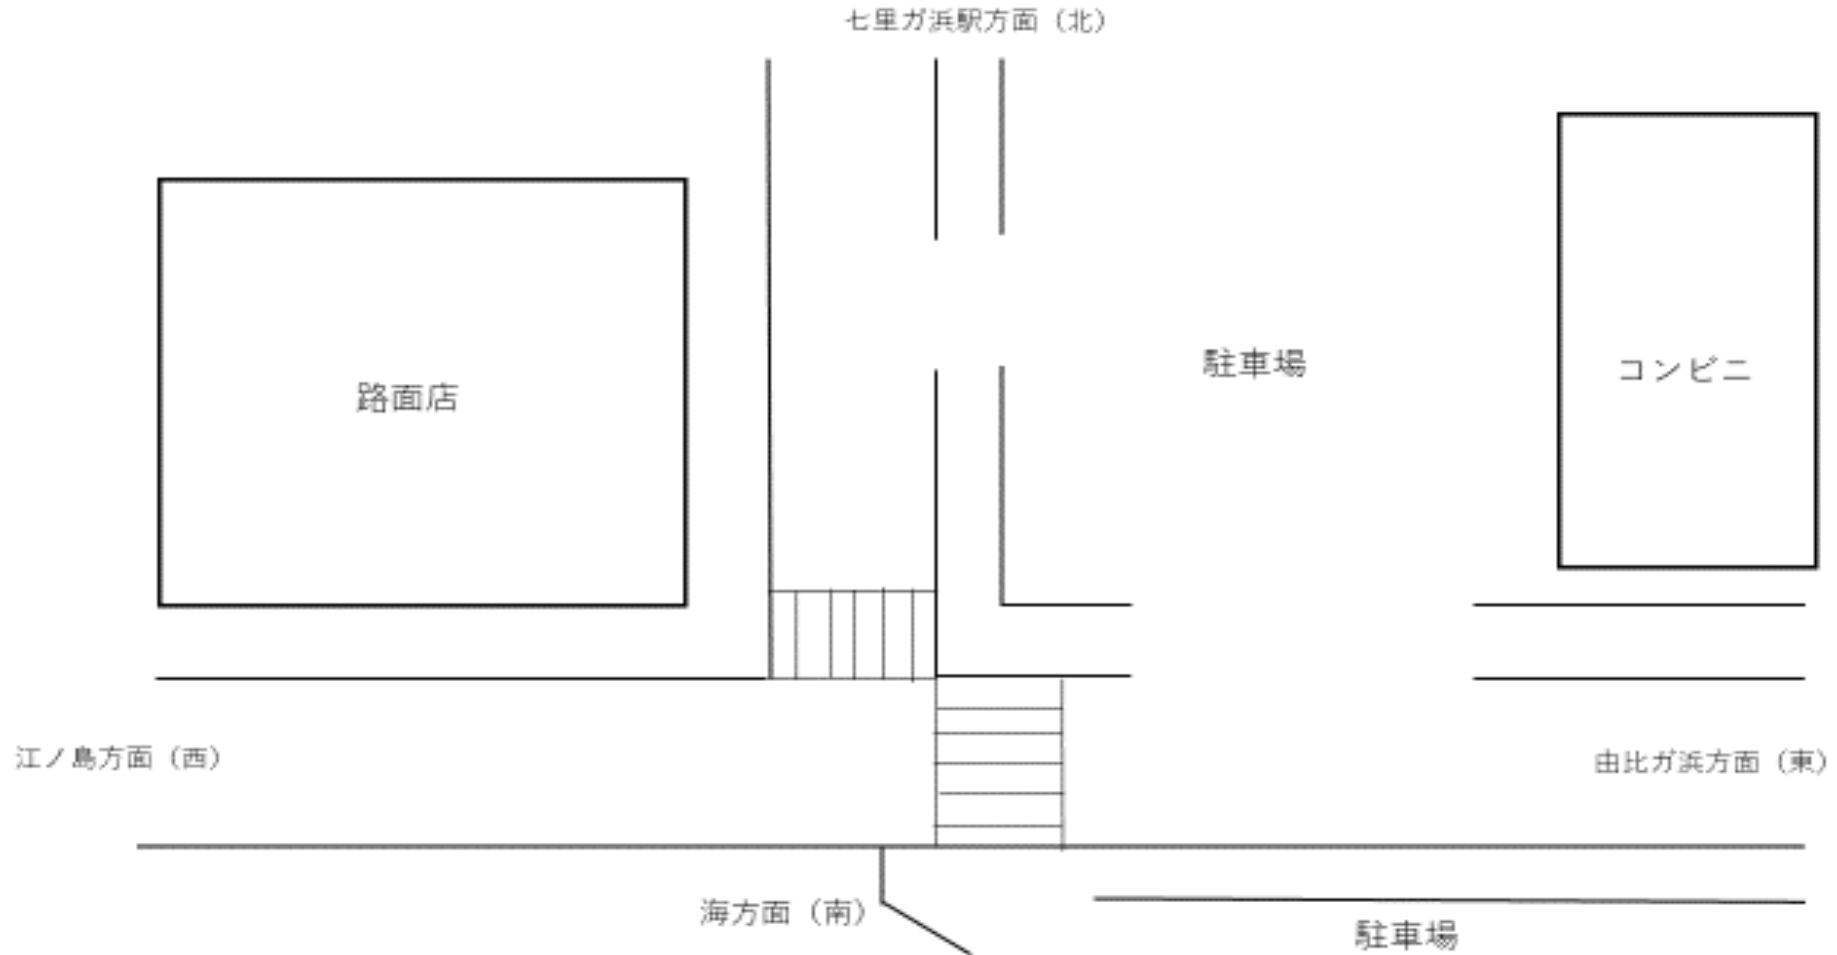 七里ガ浜駅方面（北）
路面店
駐車場
コンビニ
江ノ島方面（西）
由比ガ浜方面（東）
海方面（南）
駐車場